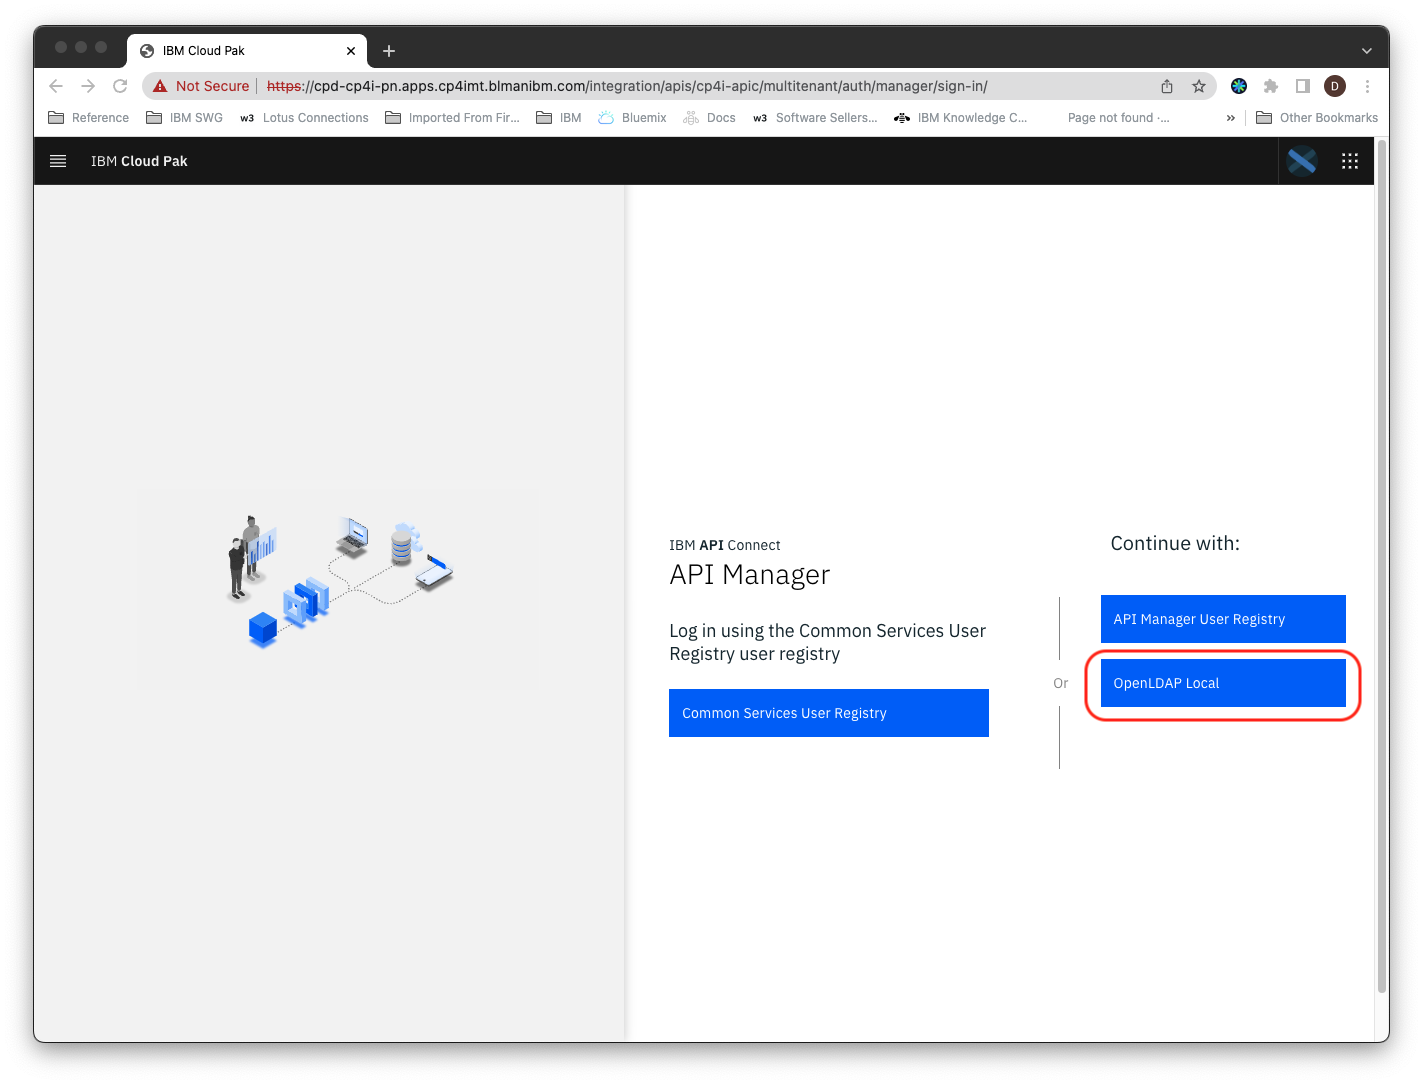 IBM Cloud Pak
Not Secure https://cpd-cp4i-pn.apps.cp4imt.blmanibm.com/integration/apis/cp4i-apic/multitenant/auth/manager/sign-in/
D
Reference IBM SWG w3 Lotus Connections Imported From Fir... IBM Bluemix Docs w3 Software Sellers... IBM Knowledge C... Page not found -... » Other Bookmarks
IBM Cloud Pak
IBM API Connect
API Manager
Log in using the Common Services User
Registry user registry
Common Services User Registry
Or
Continue with:
API Manager User Registry
OpenLDAP Local